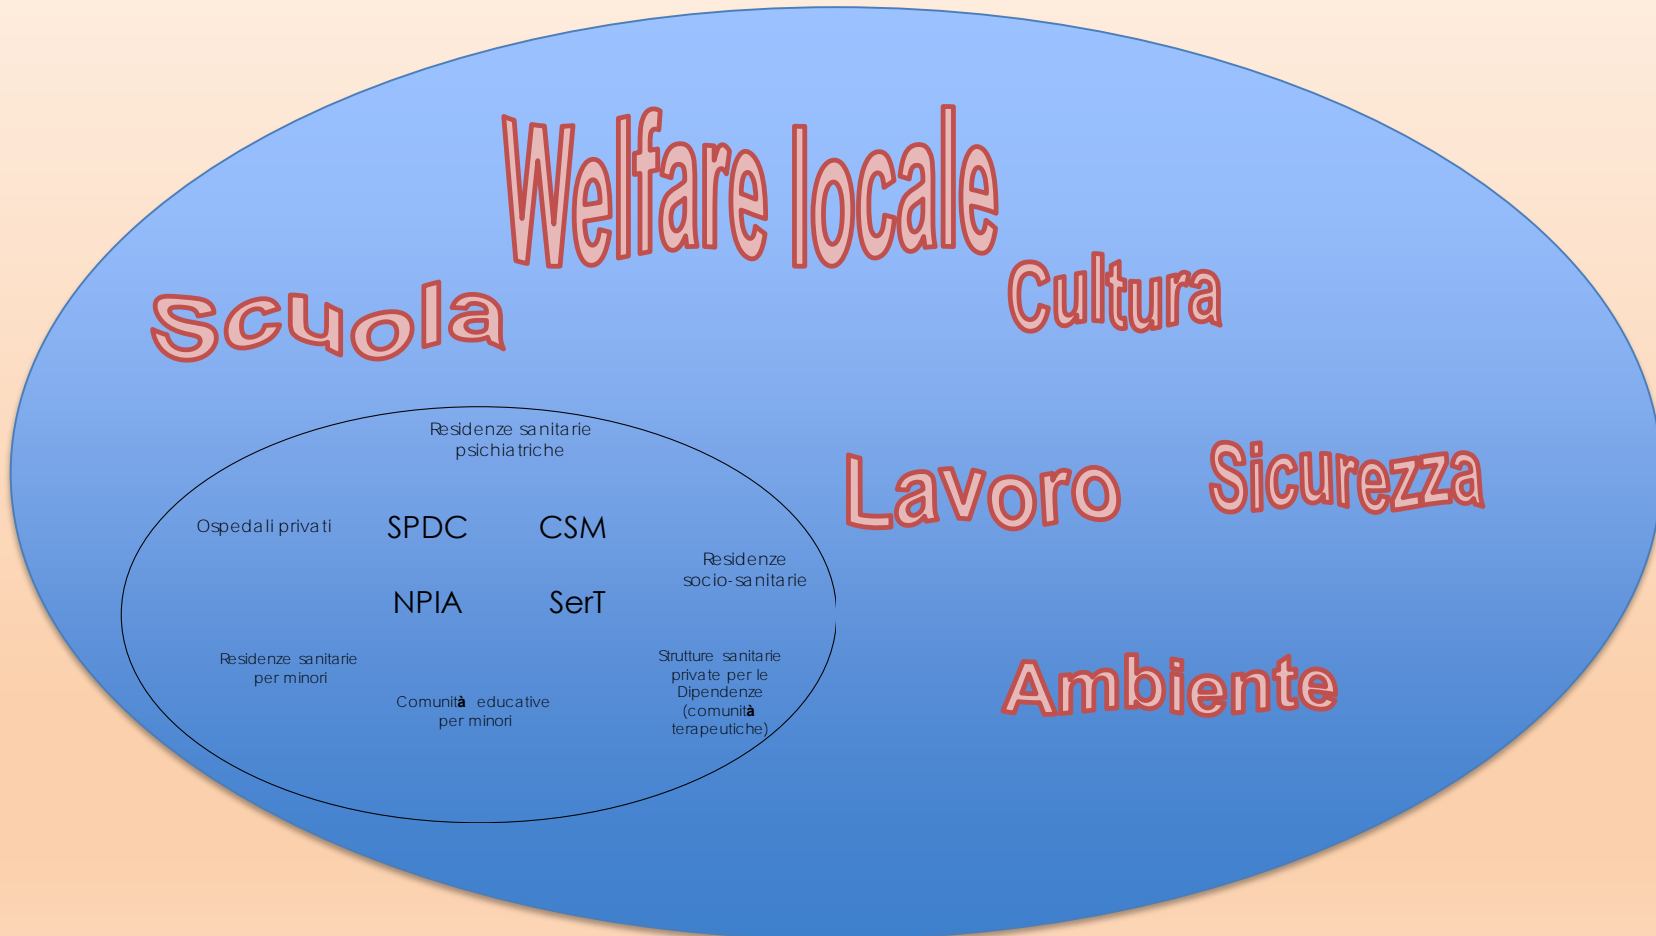 Welfare locale
Cultura
Scuola
Residenze sanitarie
psichiatriche
Lavoro
Sicurezza
Ospedali privati
SPDC
CSM
Residenze
socio-sanitarie
NPIA
SerT
Residenze sanitarie
per minori
Comunità educative
per minori
Strutture sanitarie
private per le
Dipendenze
(comunità
terapeutiche)
Ambiente